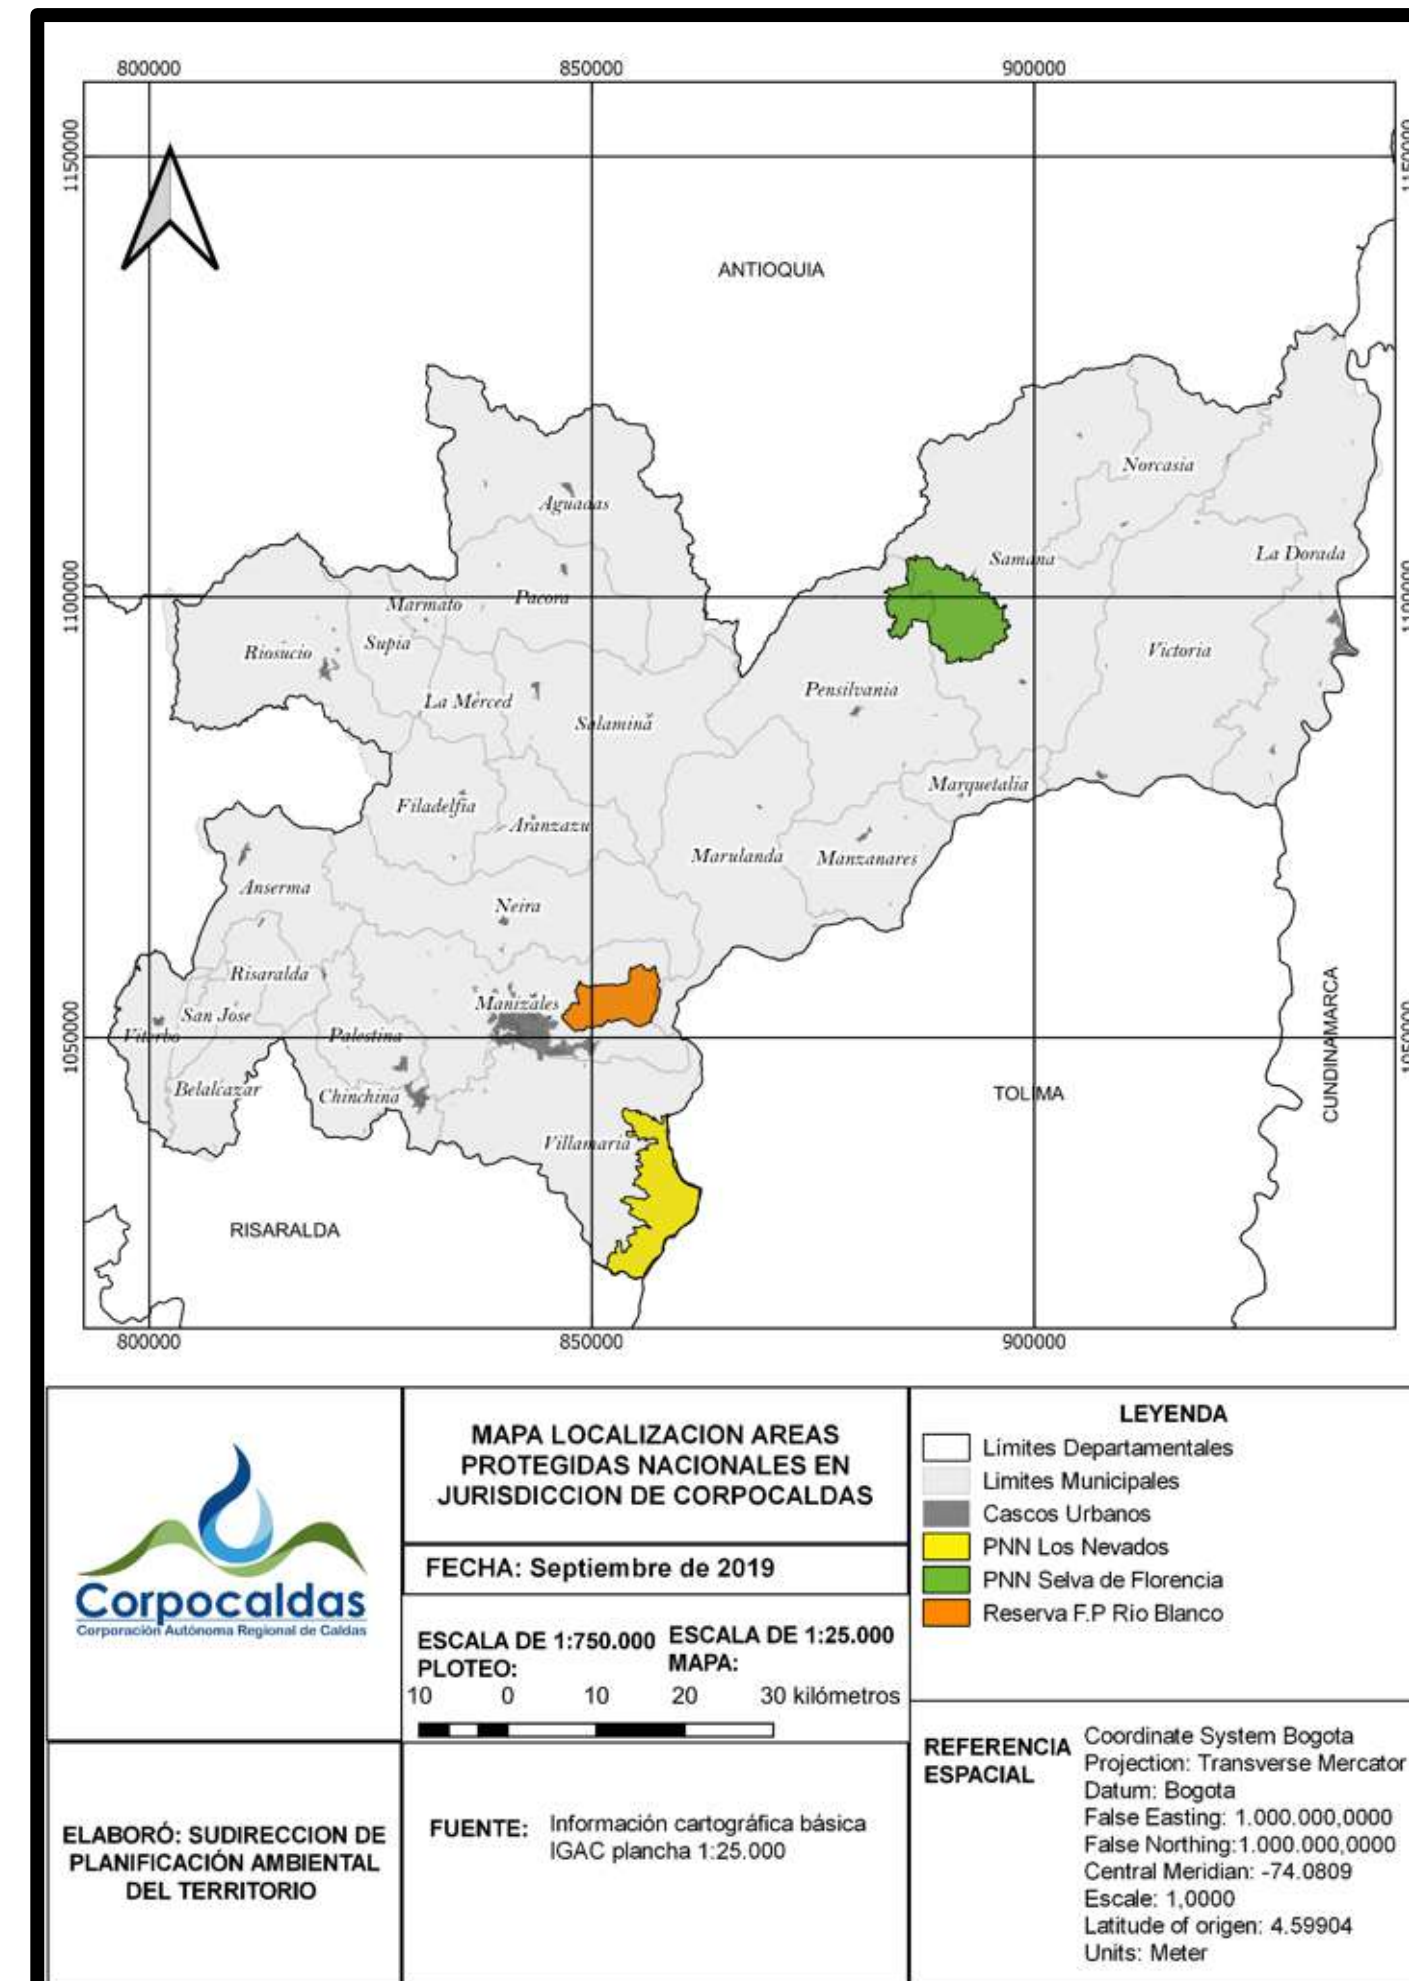 800000 850000 900000
1150000 1150000
ANTIOQUIA
Norcasia
Aguadas
La Dorada
Samana
1100000 1100000
Marmato Pacora
Supia
Riosucio
Victoria
Pensilvania
La Merced
Salamina
Marquetalia
Filadelfia
Aranzazu
Marulanda Manzanares
Anserma
Neira
Risaralda
Manizales
San Jose
Viterbo Palestina
1050000 1050000
CUNDINAMARCA
Belalcazar
Chinchina
TOLIMA
Villamaria
RISARALDA
800000 850000 900000
Corpocaldas
Corporación Autónoma Regional de Caldas
ELABORÓ: SUDIRECCION DE
PLANIFICACIÓN AMBIENTAL
DEL TERRITORIO
MAPA LOCALIZACION AREAS
PROTEGIDAS NACIONALES EN
JURISDICCION DE CORPOCALDAS
FECHA: Septiembre de 2019
ESCALA DE 1:750.000 ESCALA DE 1:25.000
PLOTEO: MAPA:
10 0 10 20 30 kilómetros
FUENTE: Información cartográfica básica
IGAC plancha 1:25.000
LEYENDA
Límites Departamentales
Limites Municipales
Cascos Urbanos
PNN Los Nevados
PNN Selva de Florencia
Reserva F.P Rio Blanco
REFERENCIA
ESPACIAL
Coordinate System Bogota
Projection: Transverse Mercator
Datum: Bogota
False Easting: 1.000.000,0000
False Northing:1.000.000,0000
Central Meridian: -74.0809
Escale: 1,0000
Latitude of origen: 4.59904
Units: Meter